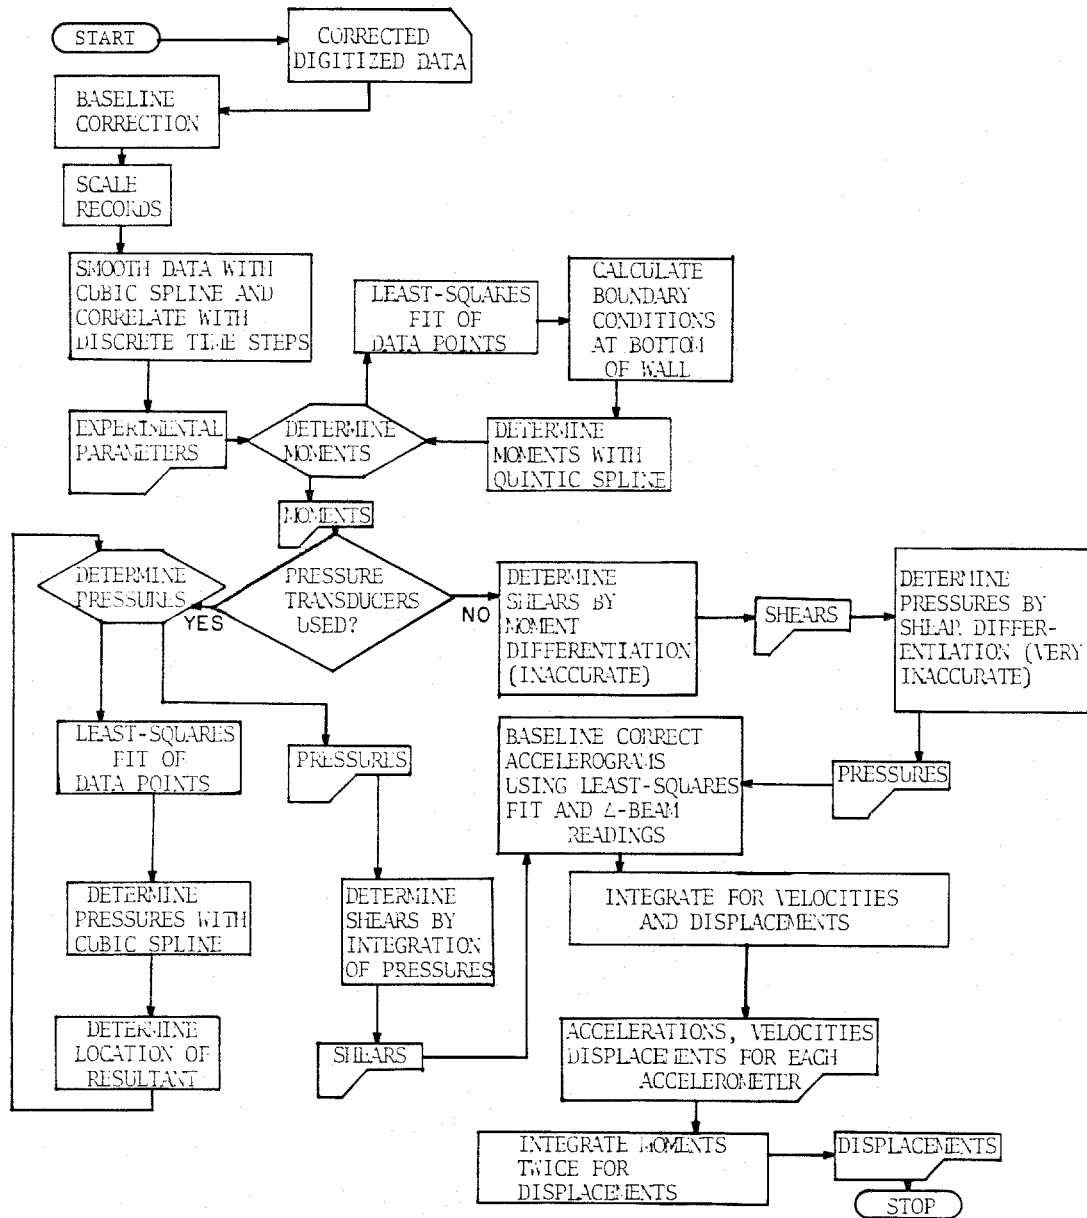 START
CORRECTED
DIGITIZED DATA
BASELINE
CORRECTION
SCALE
RECORDS
SMOOTH DATA WITH
CUBIC SPLINE AND
CORRELATE WITH
DISCRETE TIME STEPS
LEAST-SQUARES
FIT OF
DATA POINTS
CALCULATE
BOUNDARY
CONDITIONS
AT BOTTOM
OF WALL
EXPERIMENTAL
PARAMETERS
DETERMINE
MOMENTS
DETERMINE
MOMENTS WITH
QUINTIC SPLINE
MOMENTS
DETERMINE
PRESSURES
YES
PRESSURE
TRANSDUCERS
USED?
NO
DETERMINE
SHEARS BY
MOMENT
DIFFERENTIATION
(INACCURATE)
SHEARS
DETERMINE
PRESSURES BY
SHEAR DIFFER-
ENTIATION (VERY
INACCURATE)
LEAST-SQUARES
FIT OF
DATA POINTS
PRESSURES
BASELINE CORRECT
ACCELEROGRAMS
USING LEAST-SQUARES
FIT AND Δ-BEAM
READINGS
PRESSURES
DETERMINE
PRESSURES WITH
CUBIC SPLINE
DETERMINE
SHEARS BY
INTEGRATION
OF PRESSURES
INTEGRATE FOR VELOCITIES
AND DISPLACEMENTS
DETERMINE
LOCATION OF
RESULTANT
SHEARS
ACCELERATIONS, VELOCITIES
DISPLACEMENTS FOR EACH
ACCELEROMETER
INTEGRATE MOMENTS
TWICE FOR
DISPLACEMENTS
DISPLACEMENTS
STOP